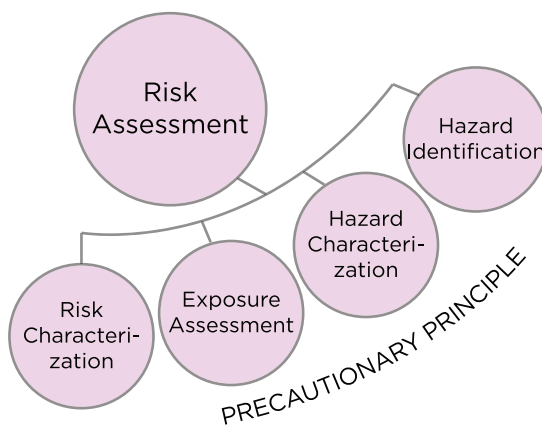 Risk
Assessment
Hazard
Identification
Hazard
Characteri-
zation
Exposure
Assessment
Risk
Characteri-
zation
PRECAUTIONARY PRINCIPLE